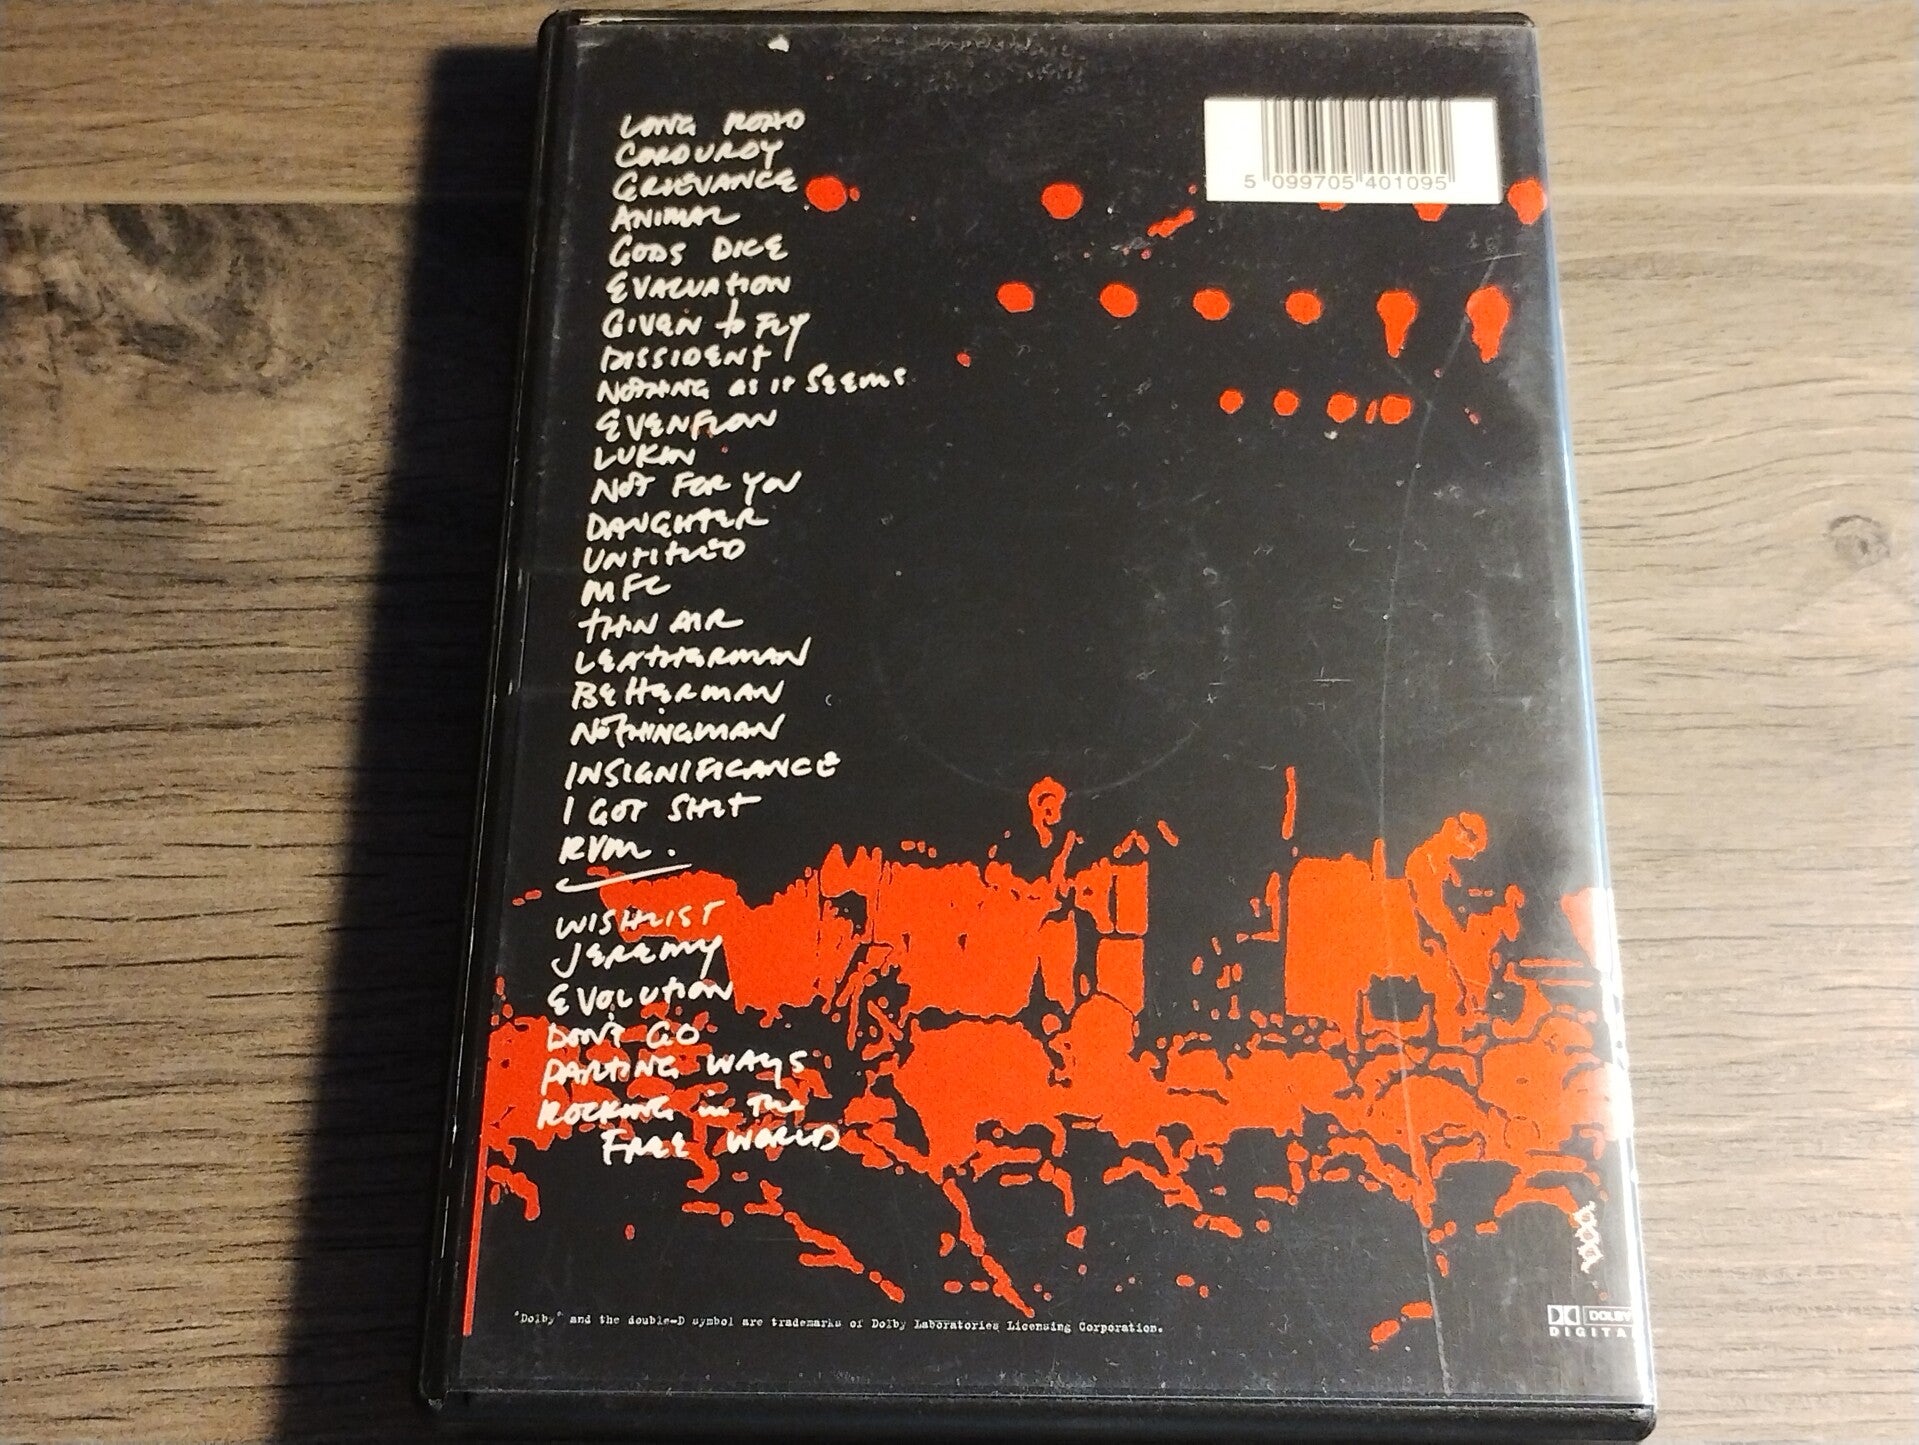 LONG ROAD
CORDUROY
GRIEVANCE
ANIMAL
GODS DICE
EVACUATION
GIVEN to FLY
DISSIDENT
NOTHING AS IT SEEMS
EVENFLOW
LUKIN
NOT FOR YOU
DAUGHTER
UNTITLED
MFC
THIN AIR
LEATHERMAN
BETTERMAN
NOTHINGMAN
INSIGNIFICANCE
I GOT SHIT
RVM.
WISHLIST
JEREMY
EVOLUTION
DON'T GO
PARTING WAYS
ROCKING in THE
FREE WORLD
5 099705 401095
"Dolby" and the double-D symbol are trademarks of Dolby Laboratories Licensing Corporation.
DOLBY
DIGITAL